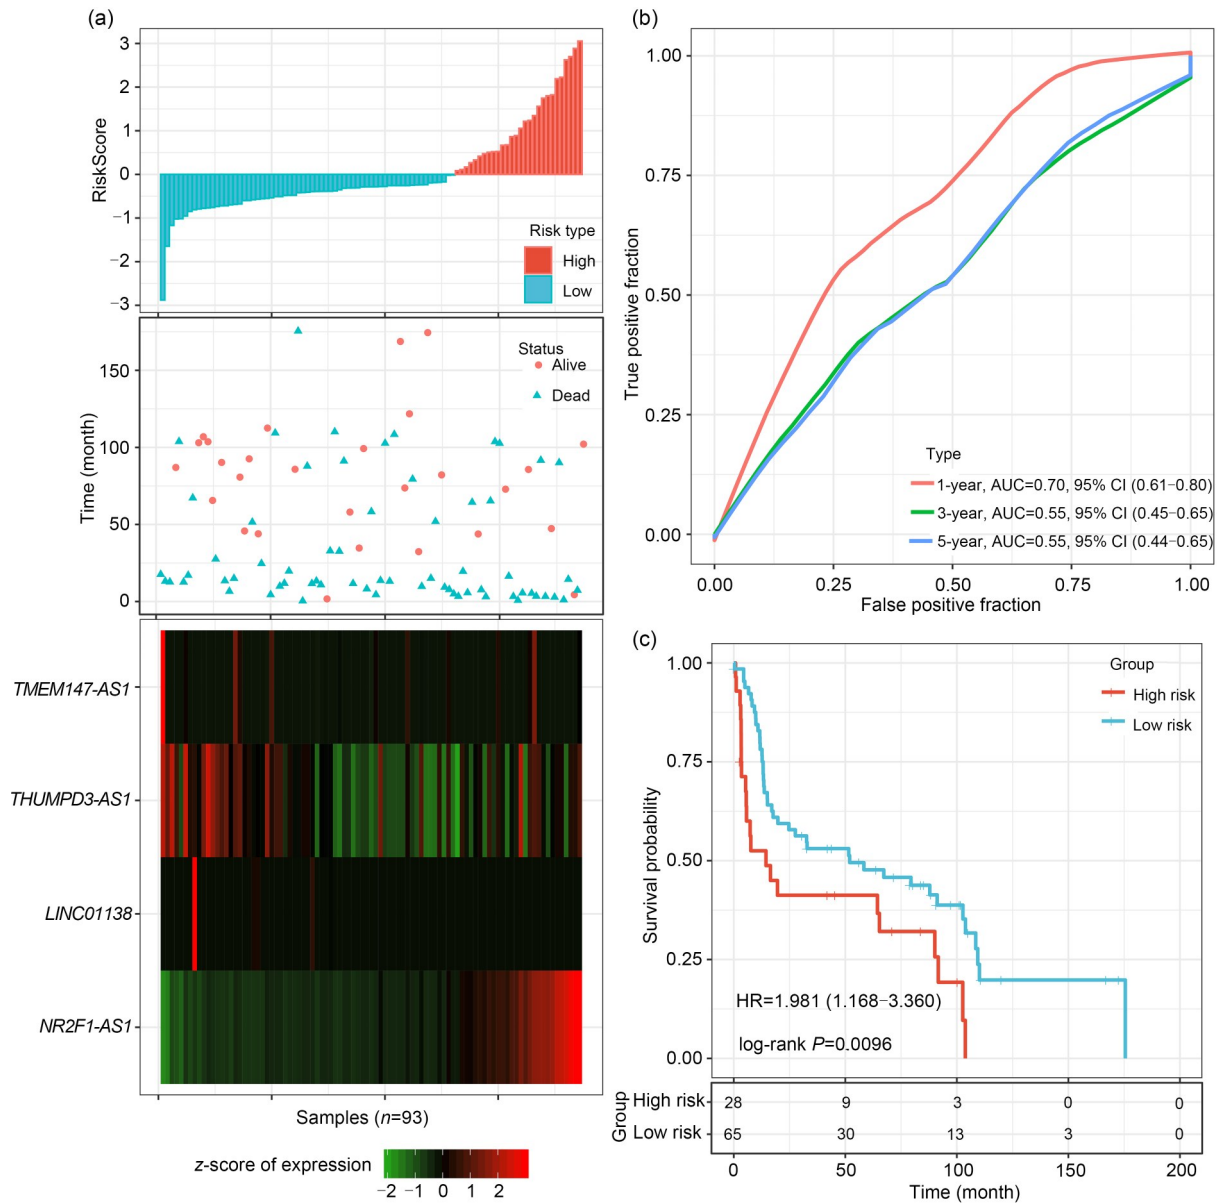 (a)
3
2
1
0
−1
−2
−3
RiskScore
Risk type
High
Low
150
100
50
0
Time (month)
Status
Alive
Dead
TMEM147-AS1
THUMPD3-AS1
LINC01138
NR2F1-AS1
Samples (n=93)
z-score of expression
−2 −1 0 1 2
(b)
1.00
0.75
0.50
0.25
0.00
True positive fraction
Type
1-year, AUC=0.70, 95% CI (0.61−0.80)
3-year, AUC=0.55, 95% CI (0.45−0.65)
5-year, AUC=0.55, 95% CI (0.44−0.65)
0.00 0.25 0.50 0.75 1.00
False positive fraction
(c)
1.00
0.75
0.50
0.25
0.00
Survival probability
Group
High risk
Low risk
HR=1.981 (1.168−3.360)
log-rank P=0.0096
Group
High risk 28 9 3 0 0
Low risk 65 30 13 3 0
0 50 100 150 200
Time (month)